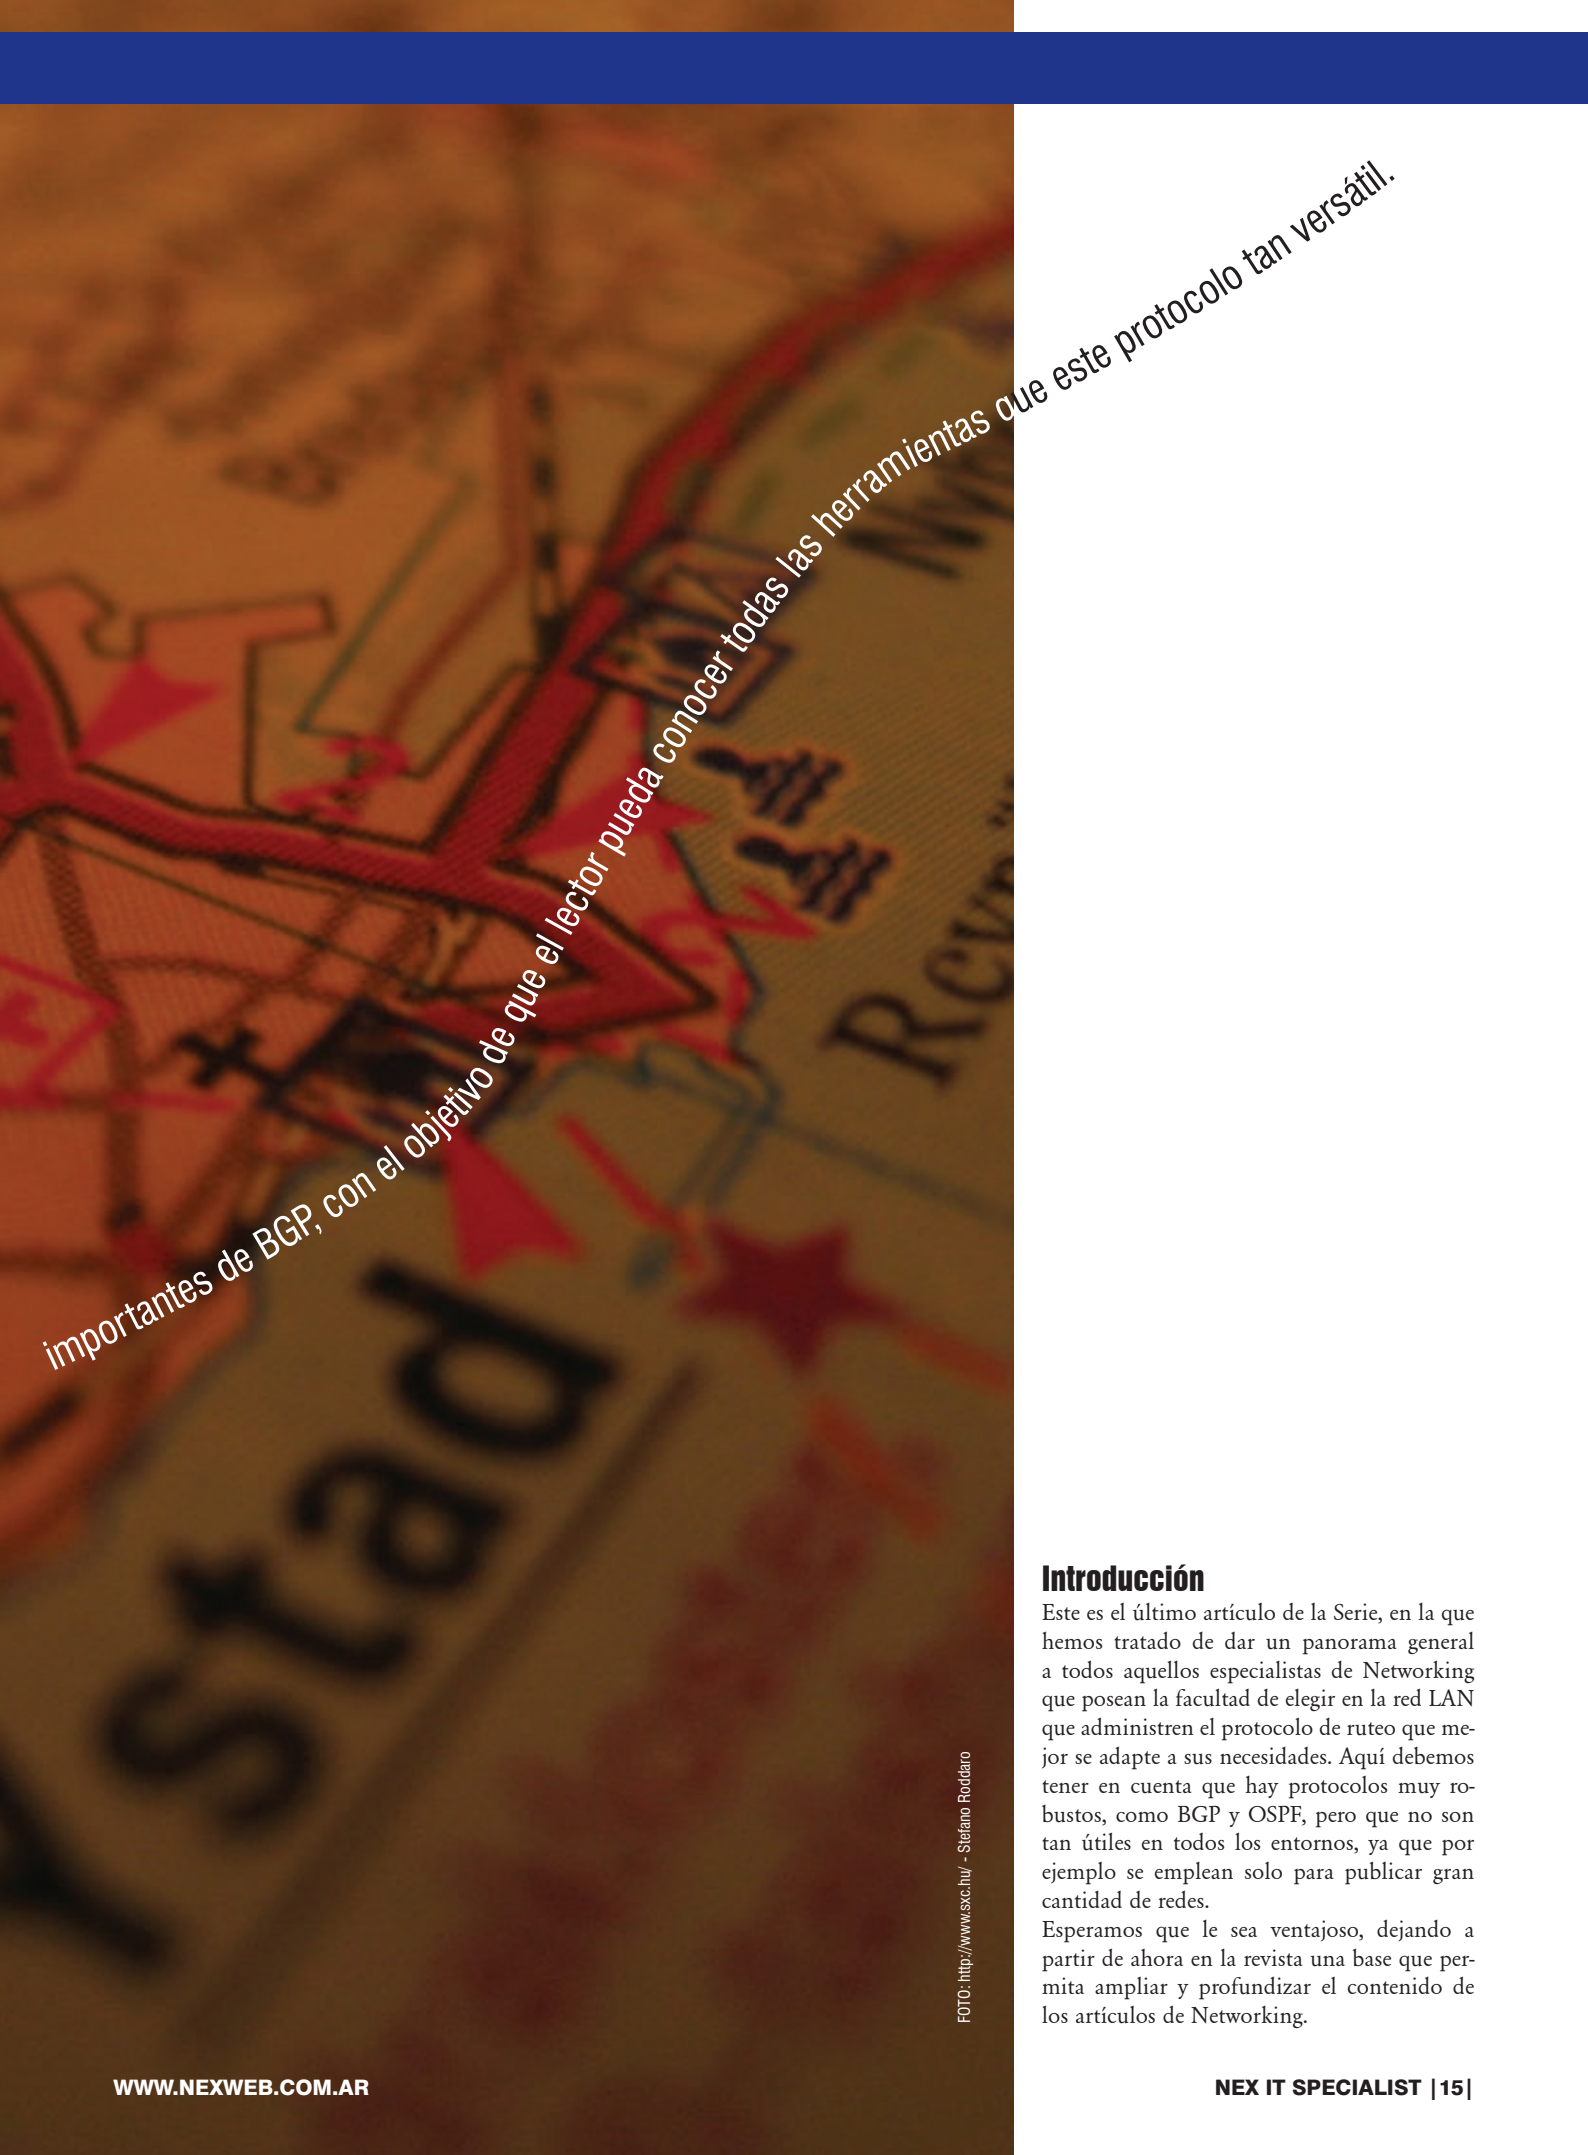 importantes de BGP, con el objetivo de que el lector pueda conocer todas las herramientas que este protocolo tan versátil.
Ystad
FOTO: http://www.sxc.hu/ - Stefano Roddaro
Introducción
Este es el último artículo de la Serie, en la que
hemos tratado de dar un panorama general
a todos aquellos especialistas de Networking
que posean la facultad de elegir en la red LAN
que administren el protocolo de ruteo que me-
jor se adapte a sus necesidades. Aquí debemos
tener en cuenta que hay protocolos muy ro-
bustos, como BGP y OSPF, pero que no son
tan útiles en todos los entornos, ya que por
ejemplo se emplean solo para publicar gran
cantidad de redes.
Esperamos que le sea ventajoso, dejando a
partir de ahora en la revista una base que per-
mita ampliar y profundizar el contenido de
los artículos de Networking.
WWW.NEXWEB.COM.AR
NEX IT SPECIALIST |15|